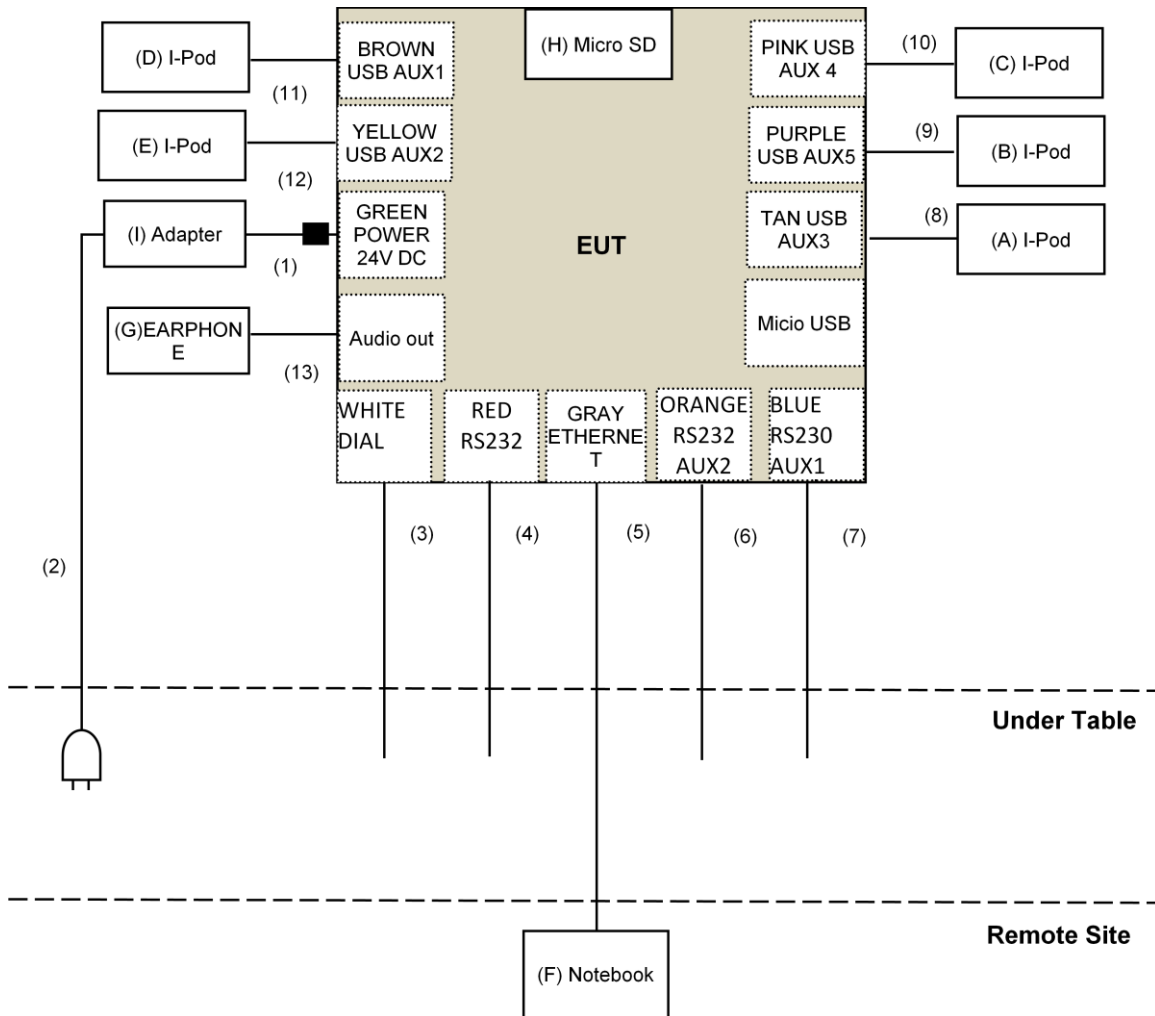 (D) I-Pod
(11)
(E) I-Pod
(12)
(I) Adapter
(1)
(G)EARPHON
E
(13)
(2)
BROWN
USB AUX1
YELLOW
USB AUX2
GREEN
POWER
24V DC
Audio out
(H) Micro SD
EUT
PINK USB
AUX 4
PURPLE
USB AUX5
TAN USB
AUX3
Micio USB
(10)
(C) I-Pod
(9)
(B) I-Pod
(8)
(A) I-Pod
WHITE
DIAL
RED
RS232
GRAY
ETHERNE
T
ORANGE
RS232
AUX2
BLUE
RS230
AUX1
(3)
(4)
(5)
(6)
(7)
Under Table
Remote Site
(F) Notebook